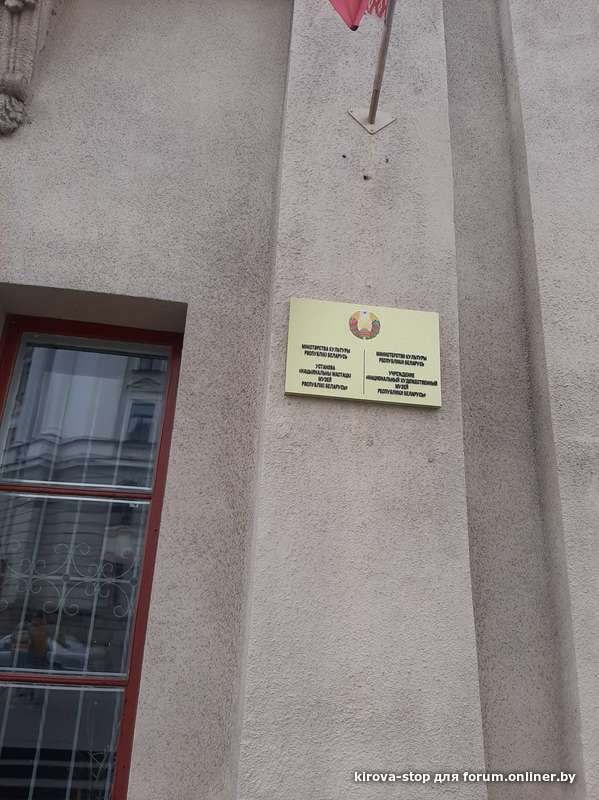 МІНІСТЭРСТВА КУЛЬТУРЫ
РЭСПУБЛІКІ БЕЛАРУСЬ
УСТАНОВА
«НАЦЫЯНАЛЬНЫ МАСТАЦКІ
МУЗЕЙ
РЭСПУБЛІКІ БЕЛАРУСЬ»
МИНИСТЕРСТВО КУЛЬТУРЫ
РЕСПУБЛИКИ БЕЛАРУСЬ
УЧРЕЖДЕНИЕ
«НАЦИОНАЛЬНЫЙ ХУДОЖЕСТВЕННЫЙ
МУЗЕЙ
РЕСПУБЛИКИ БЕЛАРУСЬ»
kirova-stop для forum.onliner.by